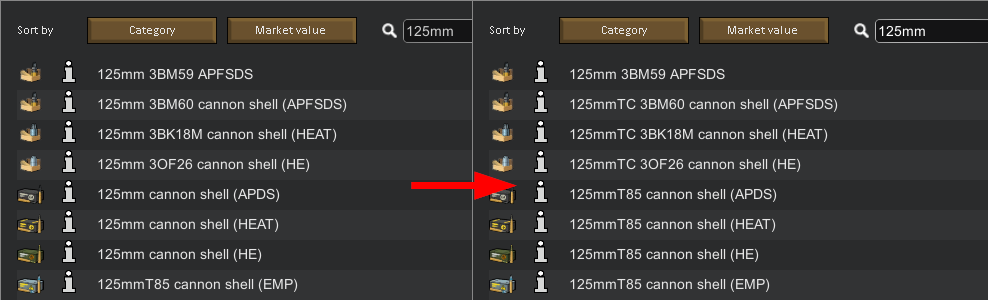 Sort by Category Market value 125mm
125mm 3BM59 APFSDS
125mm 3BM60 cannon shell (APFSDS)
125mm 3BK18M cannon shell (HEAT)
125mm 3OF26 cannon shell (HE)
125mm cannon shell (APDS)
125mm cannon shell (HEAT)
125mm cannon shell (HE)
125mmT85 cannon shell (EMP)
Sort by Category Market value 125mm
125mm 3BM59 APFSDS
125mmTC 3BM60 cannon shell (APFSDS)
125mmTC 3BK18M cannon shell (HEAT)
125mmTC 3OF26 cannon shell (HE)
125mmT85 cannon shell (APDS)
125mmT85 cannon shell (HEAT)
125mmT85 cannon shell (HE)
125mmT85 cannon shell (EMP)